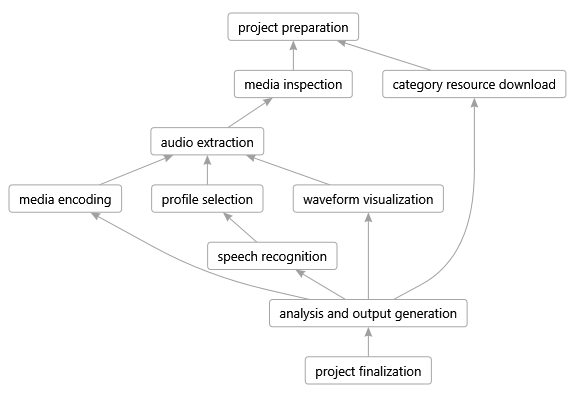 project preparation
media inspection
category resource download
audio extraction
media encoding
profile selection
waveform visualization
speech recognition
analysis and output generation
project finalization